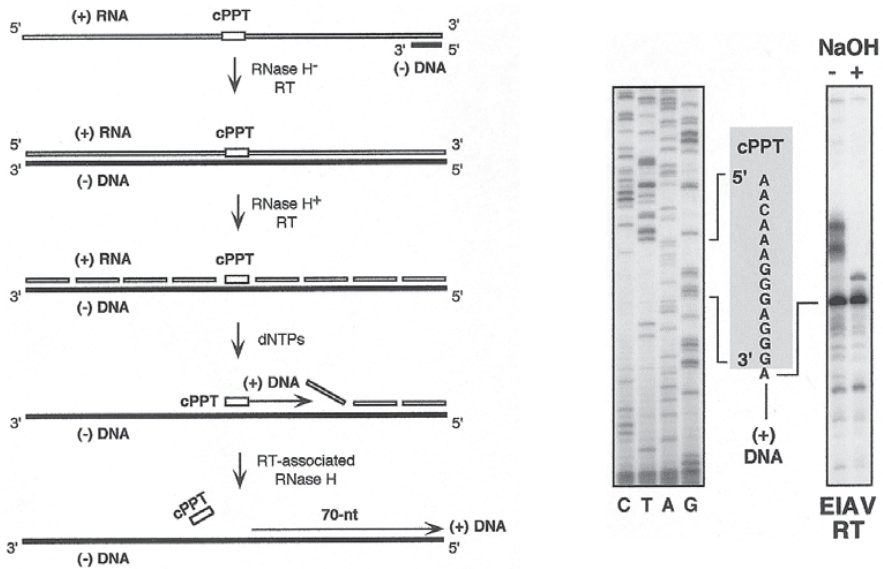 5'
(+) RNA
cPPT
3'
3'
5'
(-) DNA
RNase H-
RT
5'
(+) RNA
cPPT
3'
3'
(-) DNA
5'
RNase H+
RT
(+) RNA
cPPT
3'
(-) DNA
5'
dNTPs
(+) DNA
cPPT
3'
(-) DNA
5'
RT-associated
RNase H
cPPT
70-nt
(+) DNA
3'
(-) DNA
5'
C T A G
cPPT
5'
A
A
C
A
A
A
A
G
G
G
A
G
G
G
3'
A
(+)
DNA
NaOH
- +
EIAV
RT